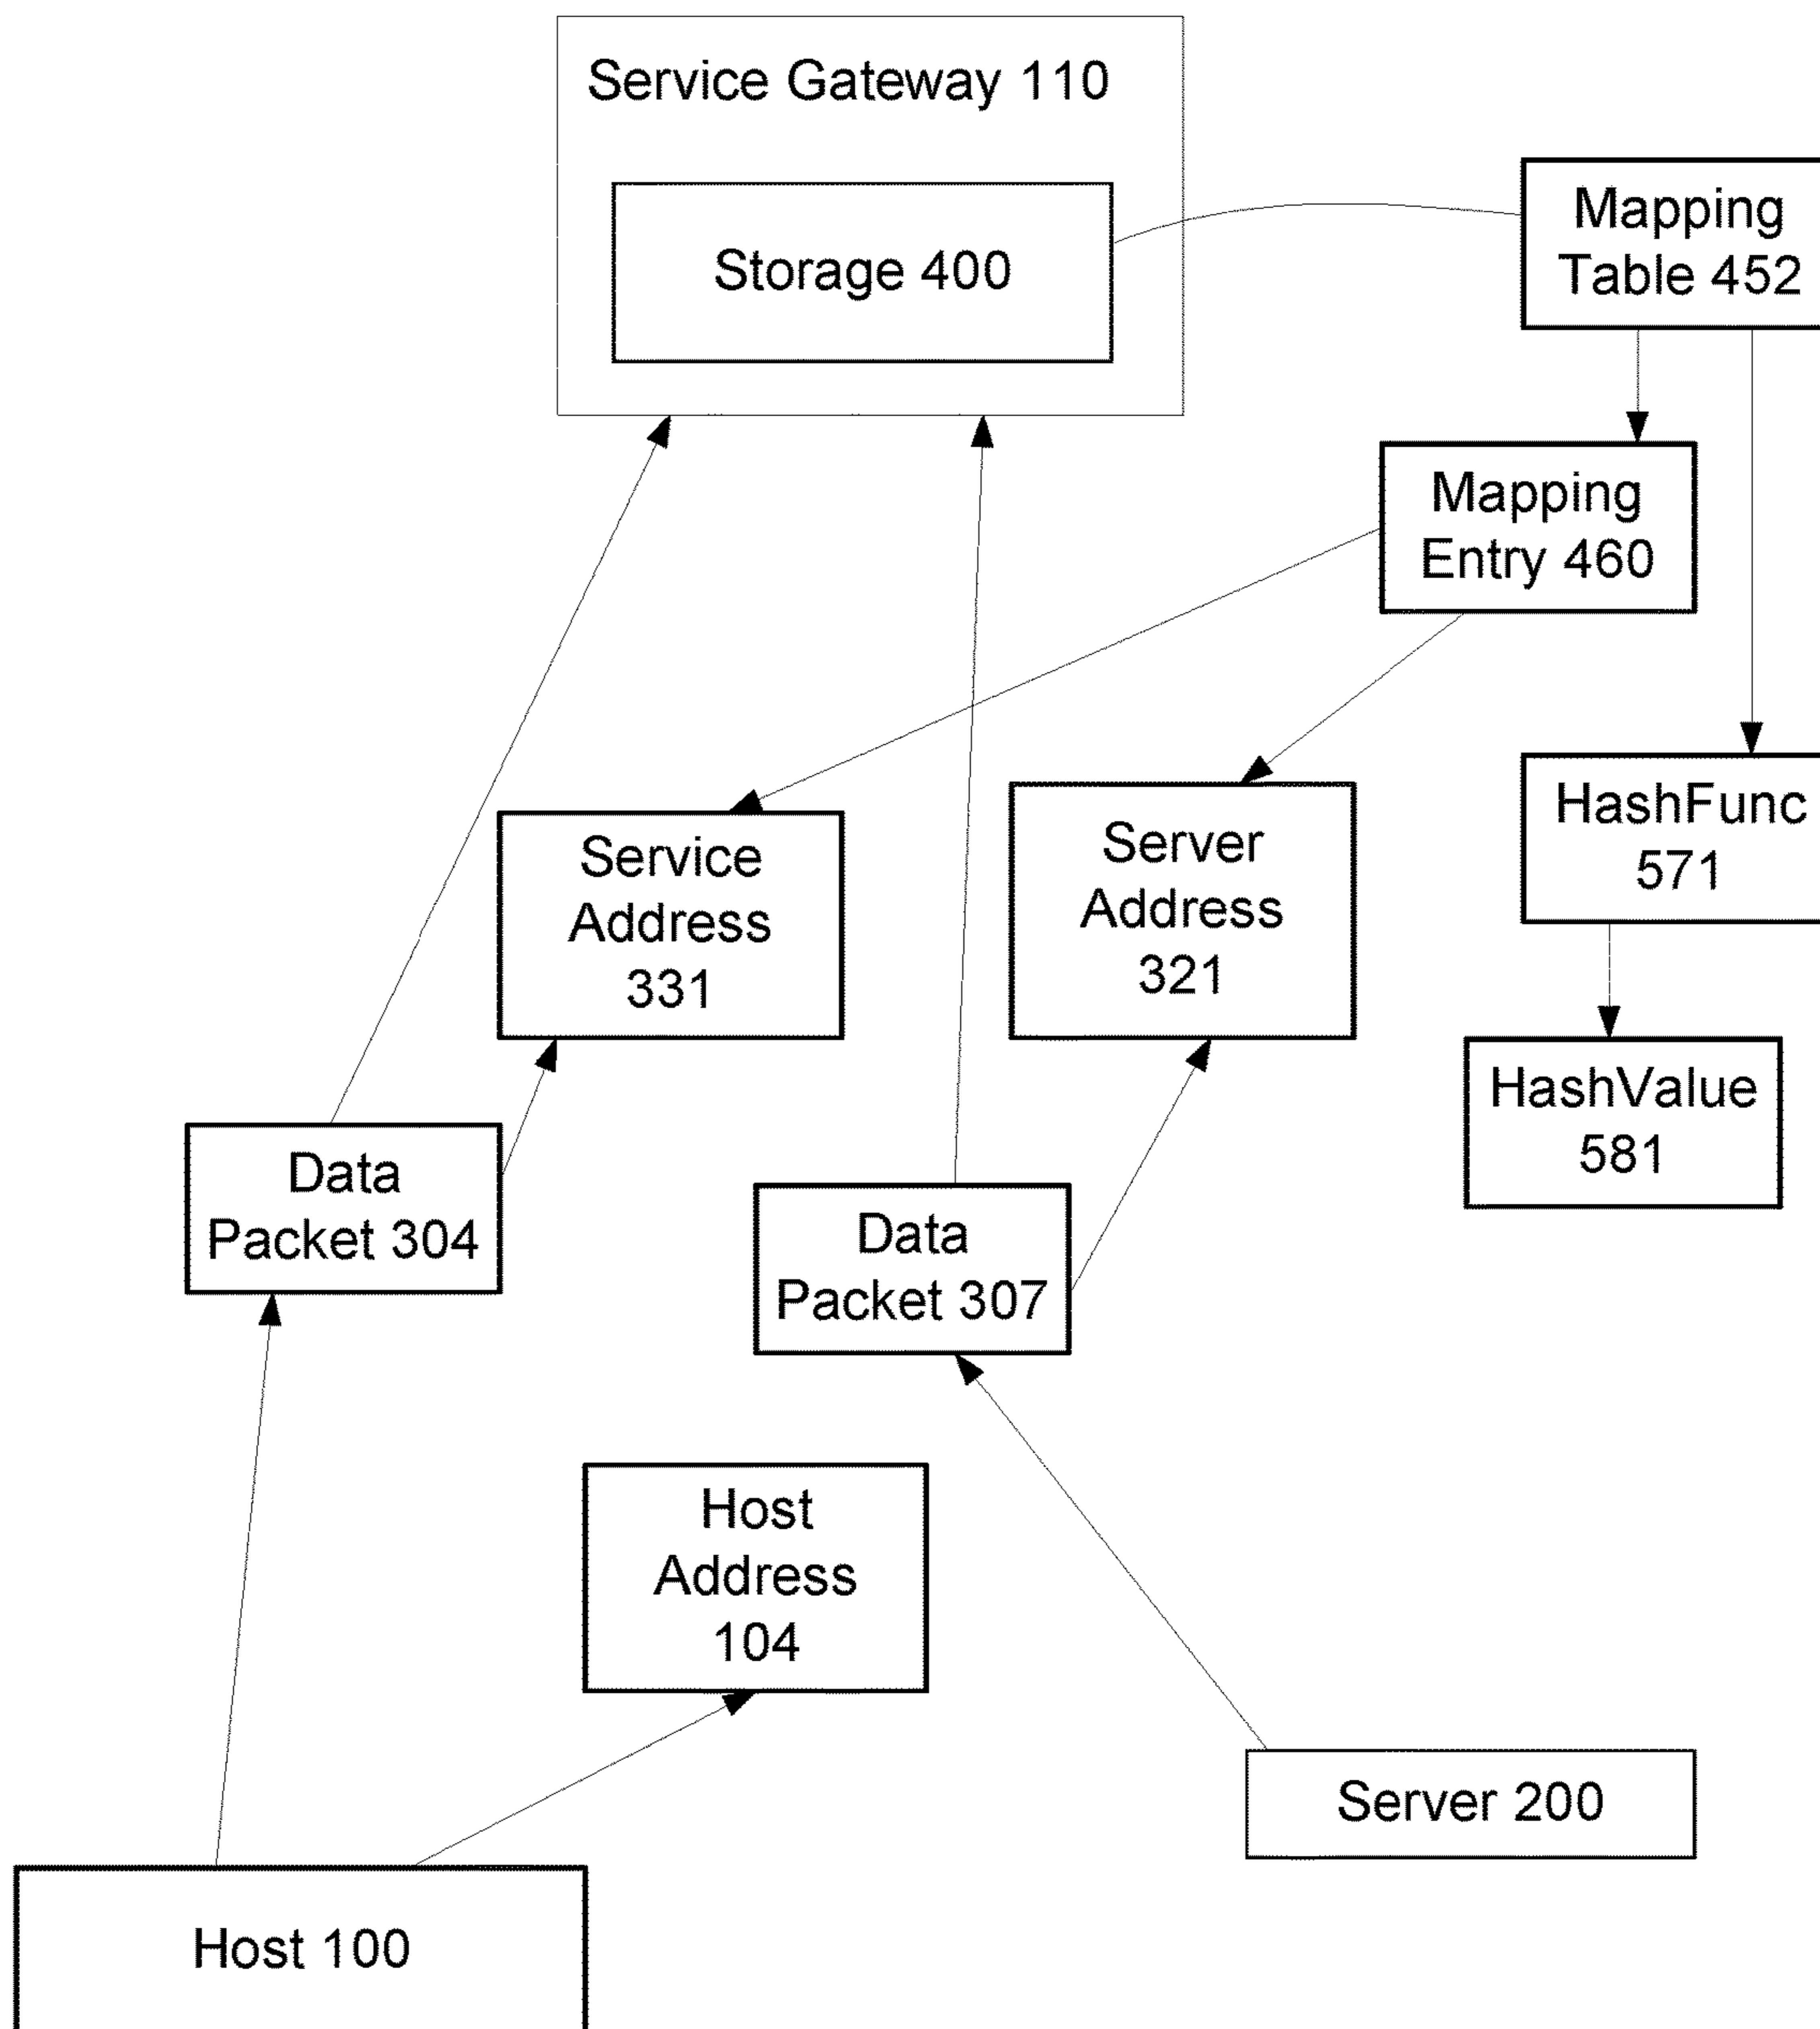 Service Gateway 110
Storage 400
Mapping
Table 452
Mapping
Entry 460
Service
Address
331
Server
Address
321
HashFunc
571
HashValue
581
Data
Packet 304
Data
Packet 307
Host
Address
104
Server 200
Host 100